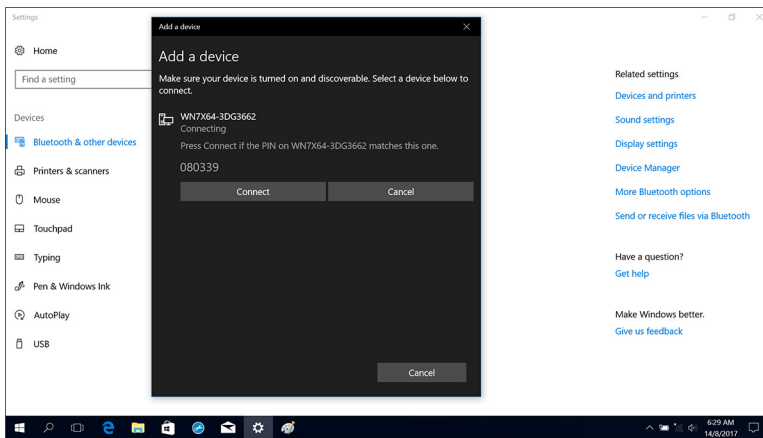 Settings
Home
Find a setting
Devices
Bluetooth & other devices
Printers & scanners
Mouse
Touchpad
Typing
Pen & Windows Ink
AutoPlay
USB
Add a device
Add a device
Make sure your device is turned on and discoverable. Select a device below to
connect.
WN7X64-3DG3662
Connecting
Press Connect if the PIN on WN7X64-3DG3662 matches this one.
080339
Connect
Cancel
Cancel
Related settings
Devices and printers
Sound settings
Display settings
Device Manager
More Bluetooth options
Send or receive files via Bluetooth
Have a question?
Get help
Make Windows better.
Give us feedback
6:29 AM
14/8/2017